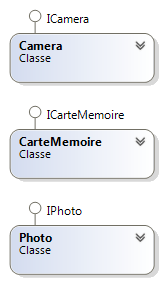 ICamera
Camera
Classe
ICarteMemoire
CarteMemoire
Classe
IPhoto
Photo
Classe